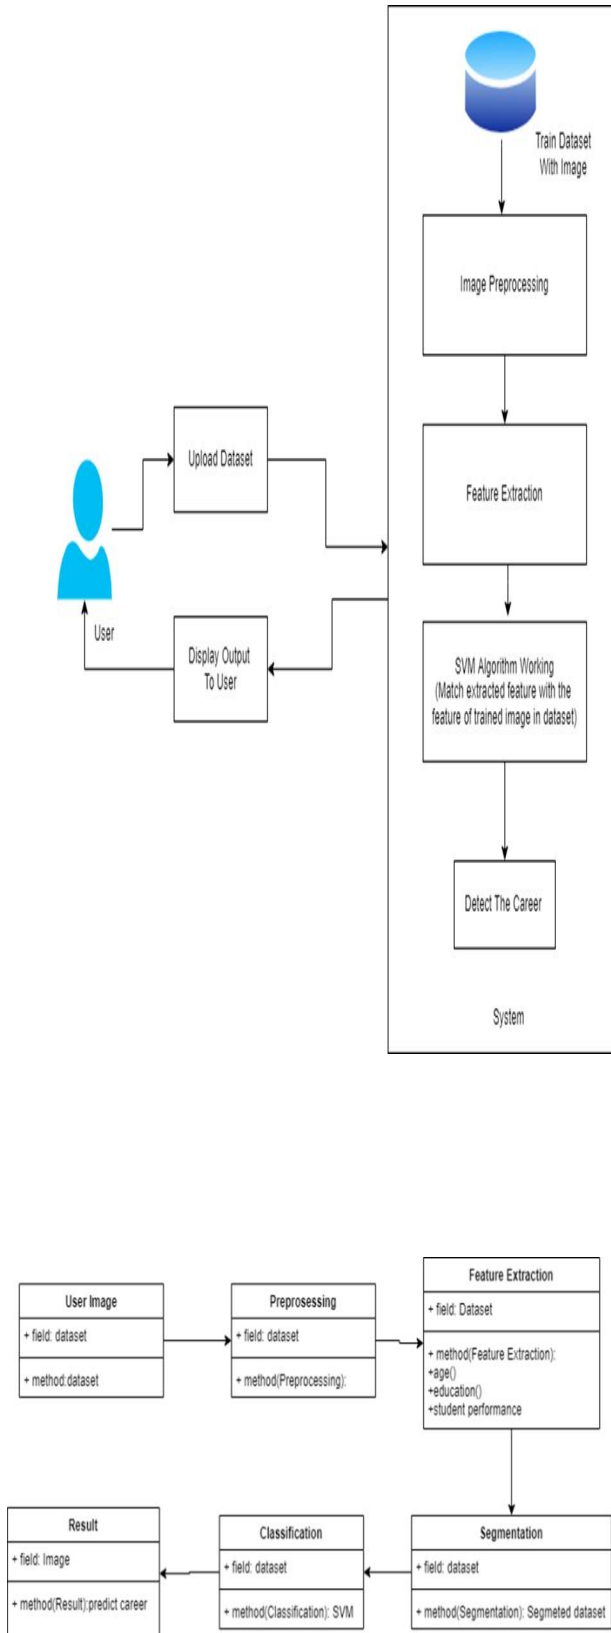 Train Dataset
With Image
Image Preprocessing
Upload Dataset
Feature Extraction
User
Display Output
To User
SVM Algorithm Working
(Match extracted feature with the
feature of trained image in dataset)
Detect The Career
System
User Image
+ field: dataset
+ method:dataset
Preprosessing
+ field: dataset
+ method(Preprocessing):
Feature Extraction
+ field: Dataset
+ method(Feature Extraction):
+age()
+education()
+student performance
Result
+ field: Image
+ method(Result):predict career
Classification
+ field: dataset
+ method(Classification): SVM
Segmentation
+ field: dataset
+ method(Segmentation): Segmeted dataset